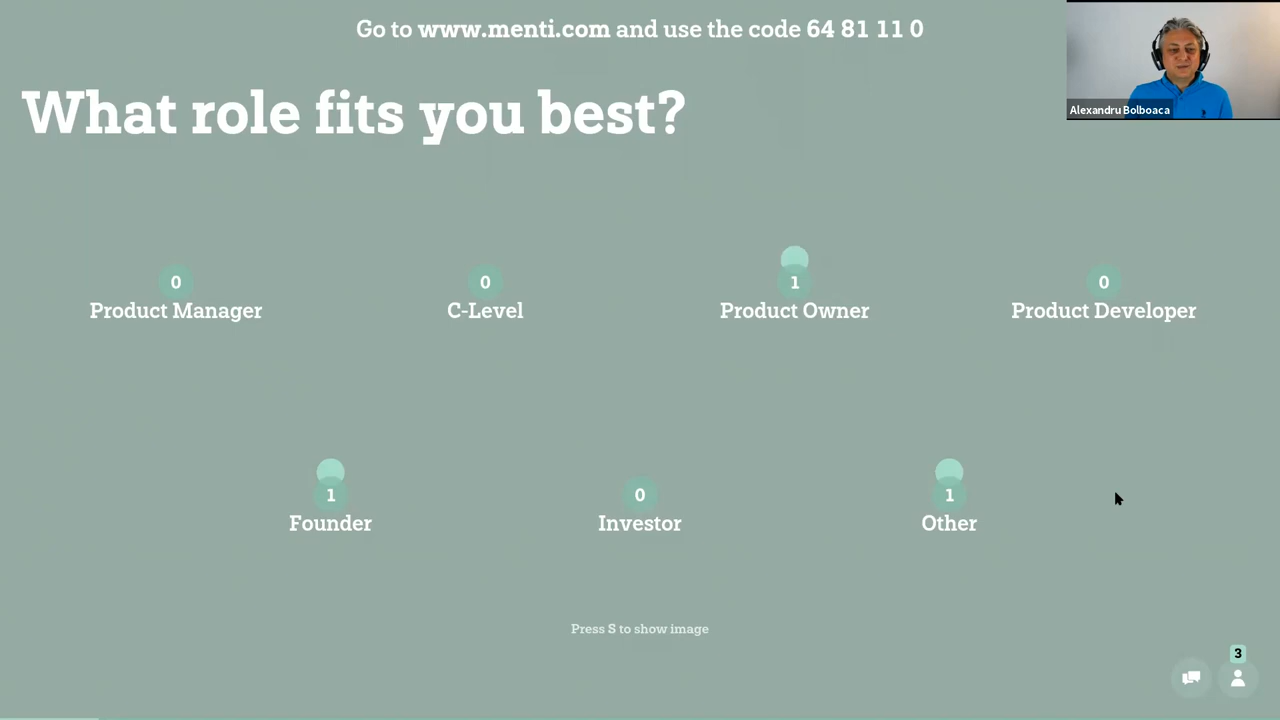 Go to www.menti.com and use the code 64 81 11 0
Alexandru Bolboaca
What role fits you best?
0
Product Manager
0
C-Level
1
Product Owner
0
Product Developer
1
Founder
0
Investor
1
Other
Press S to show image
3